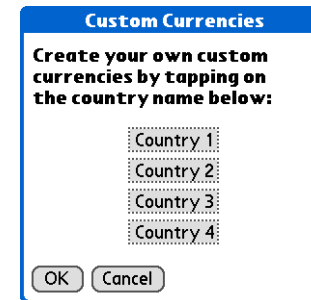 Custom Currencies
Create your own custom
currencies by tapping on
the country name below:
Country 1
Country 2
Country 3
Country 4
OK Cancel